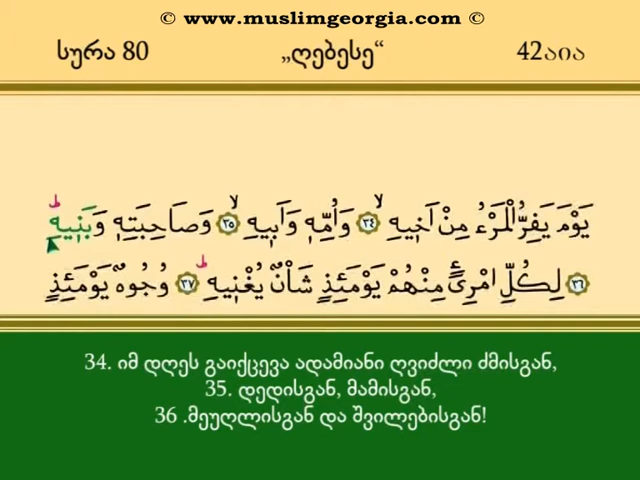 © www.muslimgeorgia.com ©
სურა 80 „ღებესე“ 42აია
يَوْمَ يَفِرُّ الْمَرْءُ مِنْ اَخٖيهِۙ ﴿٣٤﴾ وَاُمِّهٖ وَاَبٖيهِۙ ﴿٣٥﴾ وَصَاحِبَتِهٖ وَبَنٖيهِۜ
﴿٣٦﴾ لِكُلِّ امْرِئٍ مِنْهُمْ يَوْمَئِذٍ شَاْنٌ يُغْنٖيهِۜ ﴿٣٧﴾ وُجُوهٌ يَوْمَئِذٍ
34. იმ დღეს გაიქცევა ადამიანი ღვიძლი ძმისგან,
35. დედისგან, მამისგან,
36 .მეუღლისგან და შვილებისგან!